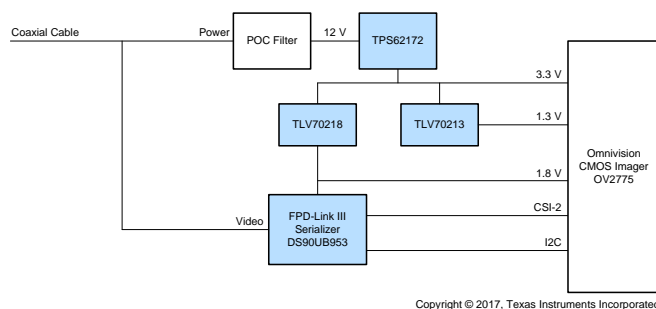 Coaxial Cable
Power
POC Filter
12 V
TPS62172
3.3 V
TLV70218
TLV70213
1.3 V
Omnivision
CMOS Imager
OV2775
1.8 V
Video
FPD-Link III
Serializer
DS90UB953
CSI-2
I2C
Copyright © 2017, Texas Instruments Incorporated